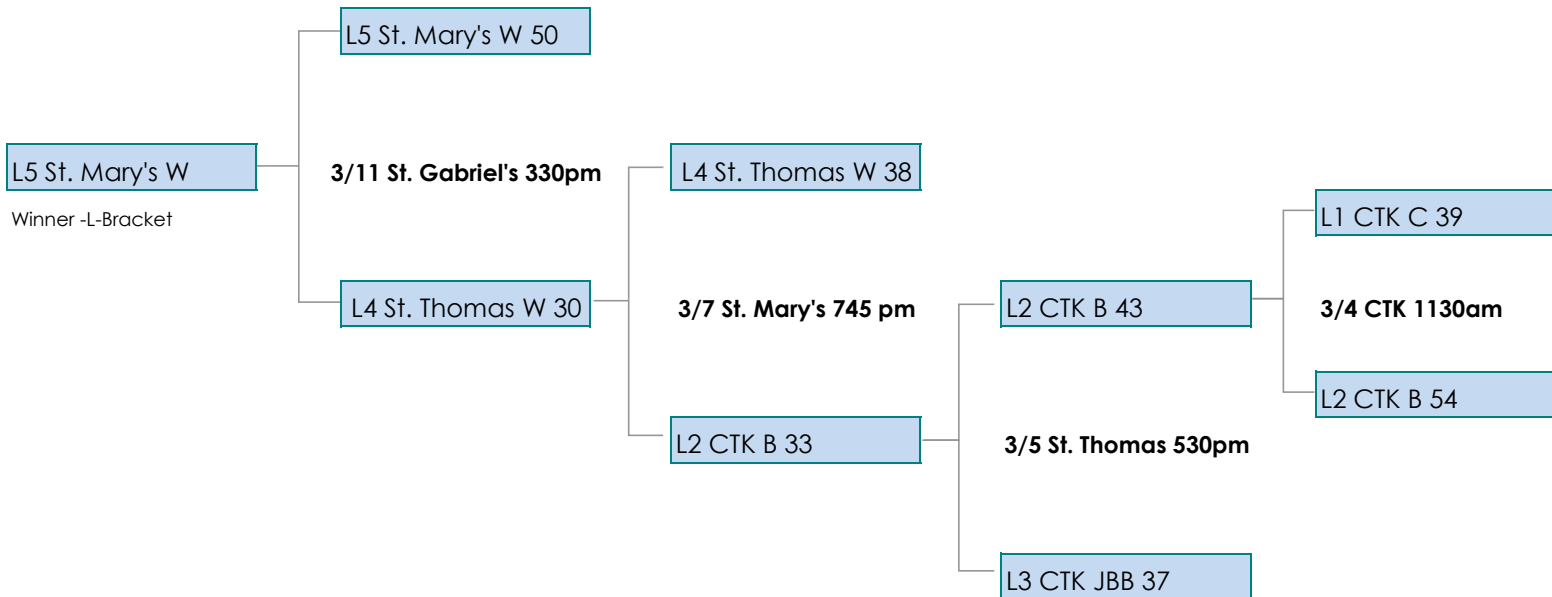 L5 St. Mary's W 50
L5 St. Mary's W
3/11 St. Gabriel's 330pm
L4 St. Thomas W 38
Winner -L-Bracket
L1 CTK C 39
L4 St. Thomas W 30
3/7 St. Mary's 745 pm
L2 CTK B 43
3/4 CTK 1130am
L2 CTK B 54
L2 CTK B 33
3/5 St. Thomas 530pm
L3 CTK JBB 37